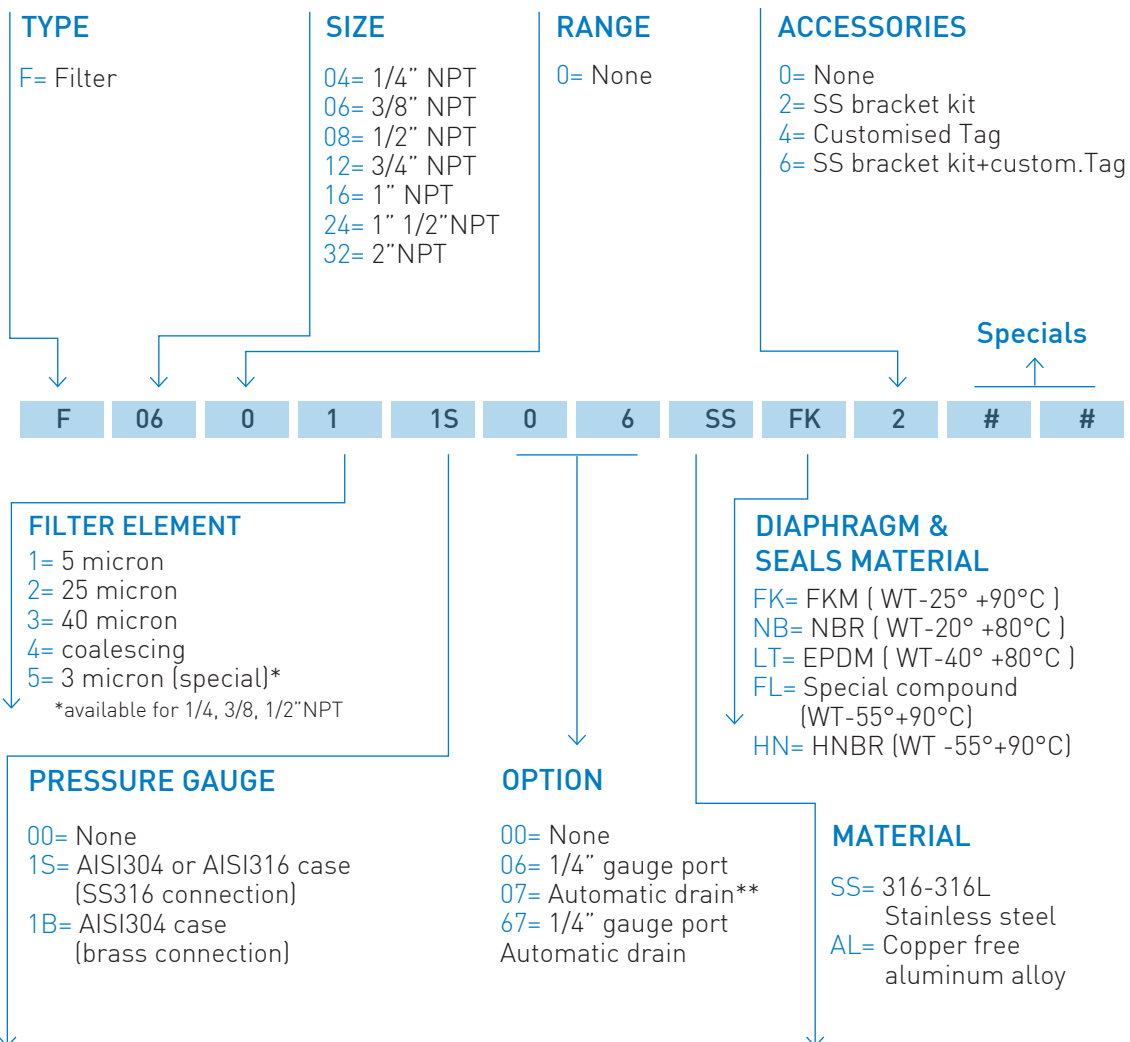 TYPE
F= Filter
SIZE
04= 1/4” NPT
06= 3/8” NPT
08= 1/2” NPT
12= 3/4” NPT
16= 1” NPT
24= 1” 1/2”NPT
32= 2”NPT
RANGE
0= None
ACCESSORIES
0= None
2= SS bracket kit
4= Customised Tag
6= SS bracket kit+custom.Tag
Specials
F 06 0 1 1S 0 6 SS FK 2 # #
FILTER ELEMENT
1= 5 micron
2= 25 micron
3= 40 micron
4= coalescing
5= 3 micron (special)*
*available for 1/4, 3/8, 1/2”NPT
DIAPHRAGM &
SEALS MATERIAL
FK= FKM ( WT-25° +90°C )
NB= NBR ( WT-20° +80°C )
LT= EPDM ( WT-40° +80°C )
FL= Special compound
(WT-55°+90°C)
HN= HNBR (WT -55°+90°C)
PRESSURE GAUGE
00= None
1S= AISI304 or AISI316 case
(SS316 connection)
1B= AISI304 case
(brass connection)
OPTION
00= None
06= 1/4” gauge port
07= Automatic drain**
67= 1/4” gauge port
Automatic drain
MATERIAL
SS= 316-316L
Stainless steel
AL= Copper free
aluminum alloy